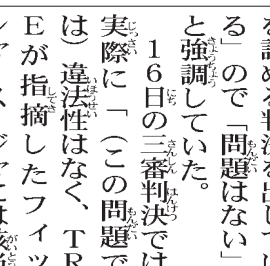 る」ので「問題はない」
と強調していた。
16日の三審判決では
実際に「(この問題で
は)違法性はなく、TR
Eが指摘したフィッ